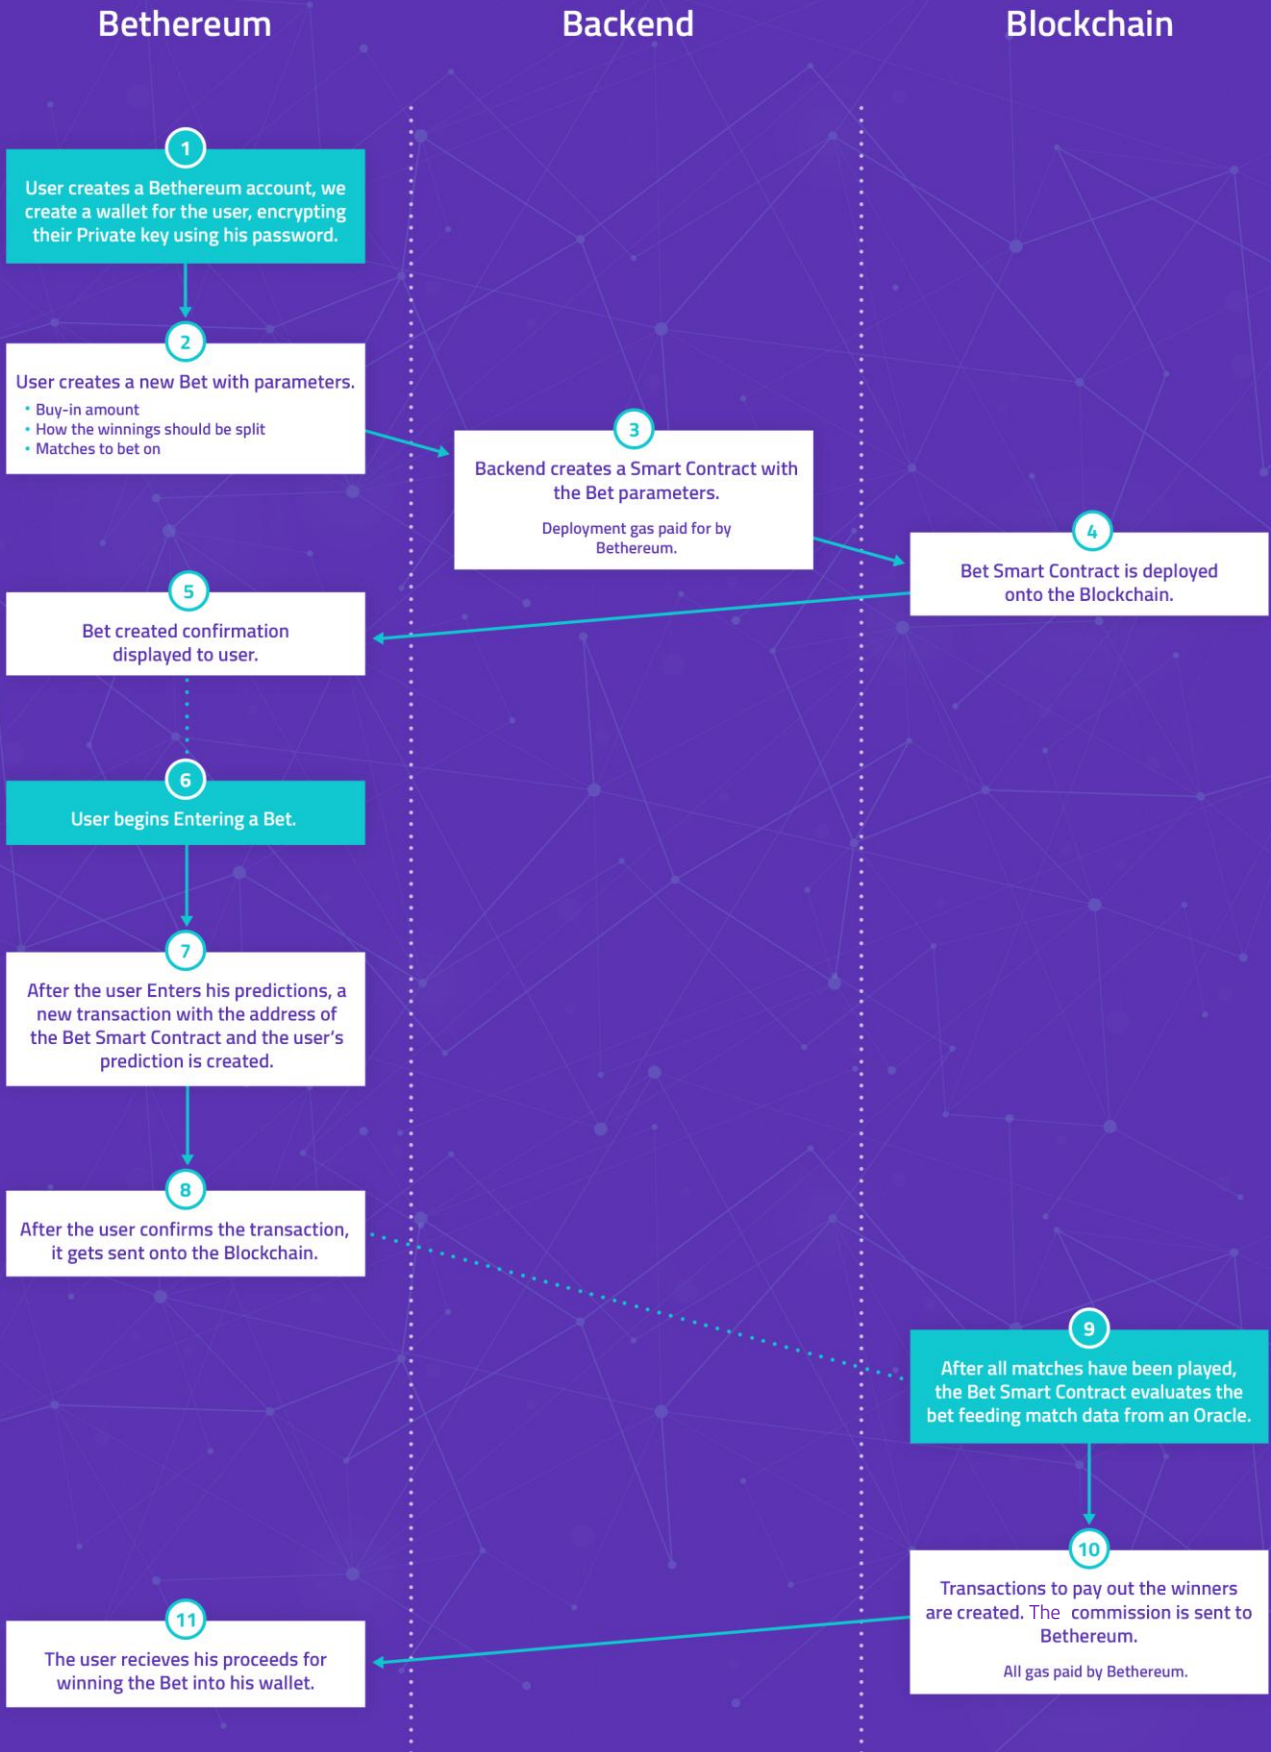 Bethereum
Backend
Blockchain
1
User creates a Bethereum account, we
create a wallet for the user, encrypting
their Private key using his password.
2
User creates a new Bet with parameters.
• Buy-in amount
• How the winnings should be split
• Matches to bet on
3
Backend creates a Smart Contract with
the Bet parameters.
Deployment gas paid for by
Bethereum.
4
Bet Smart Contract is deployed
onto the Blockchain.
5
Bet created confirmation
displayed to user.
6
User begins Entering a Bet.
7
After the user Enters his predictions, a
new transaction with the address of
the Bet Smart Contract and the user's
prediction is created.
8
After the user confirms the transaction,
it gets sent onto the Blockchain.
9
After all matches have been played,
the Bet Smart Contract evaluates the
bet feeding match data from an Oracle.
10
Transactions to pay out the winners
are created. The commission is sent to
Bethereum.
All gas paid by Bethereum.
11
The user recieves his proceeds for
winning the Bet into his wallet.